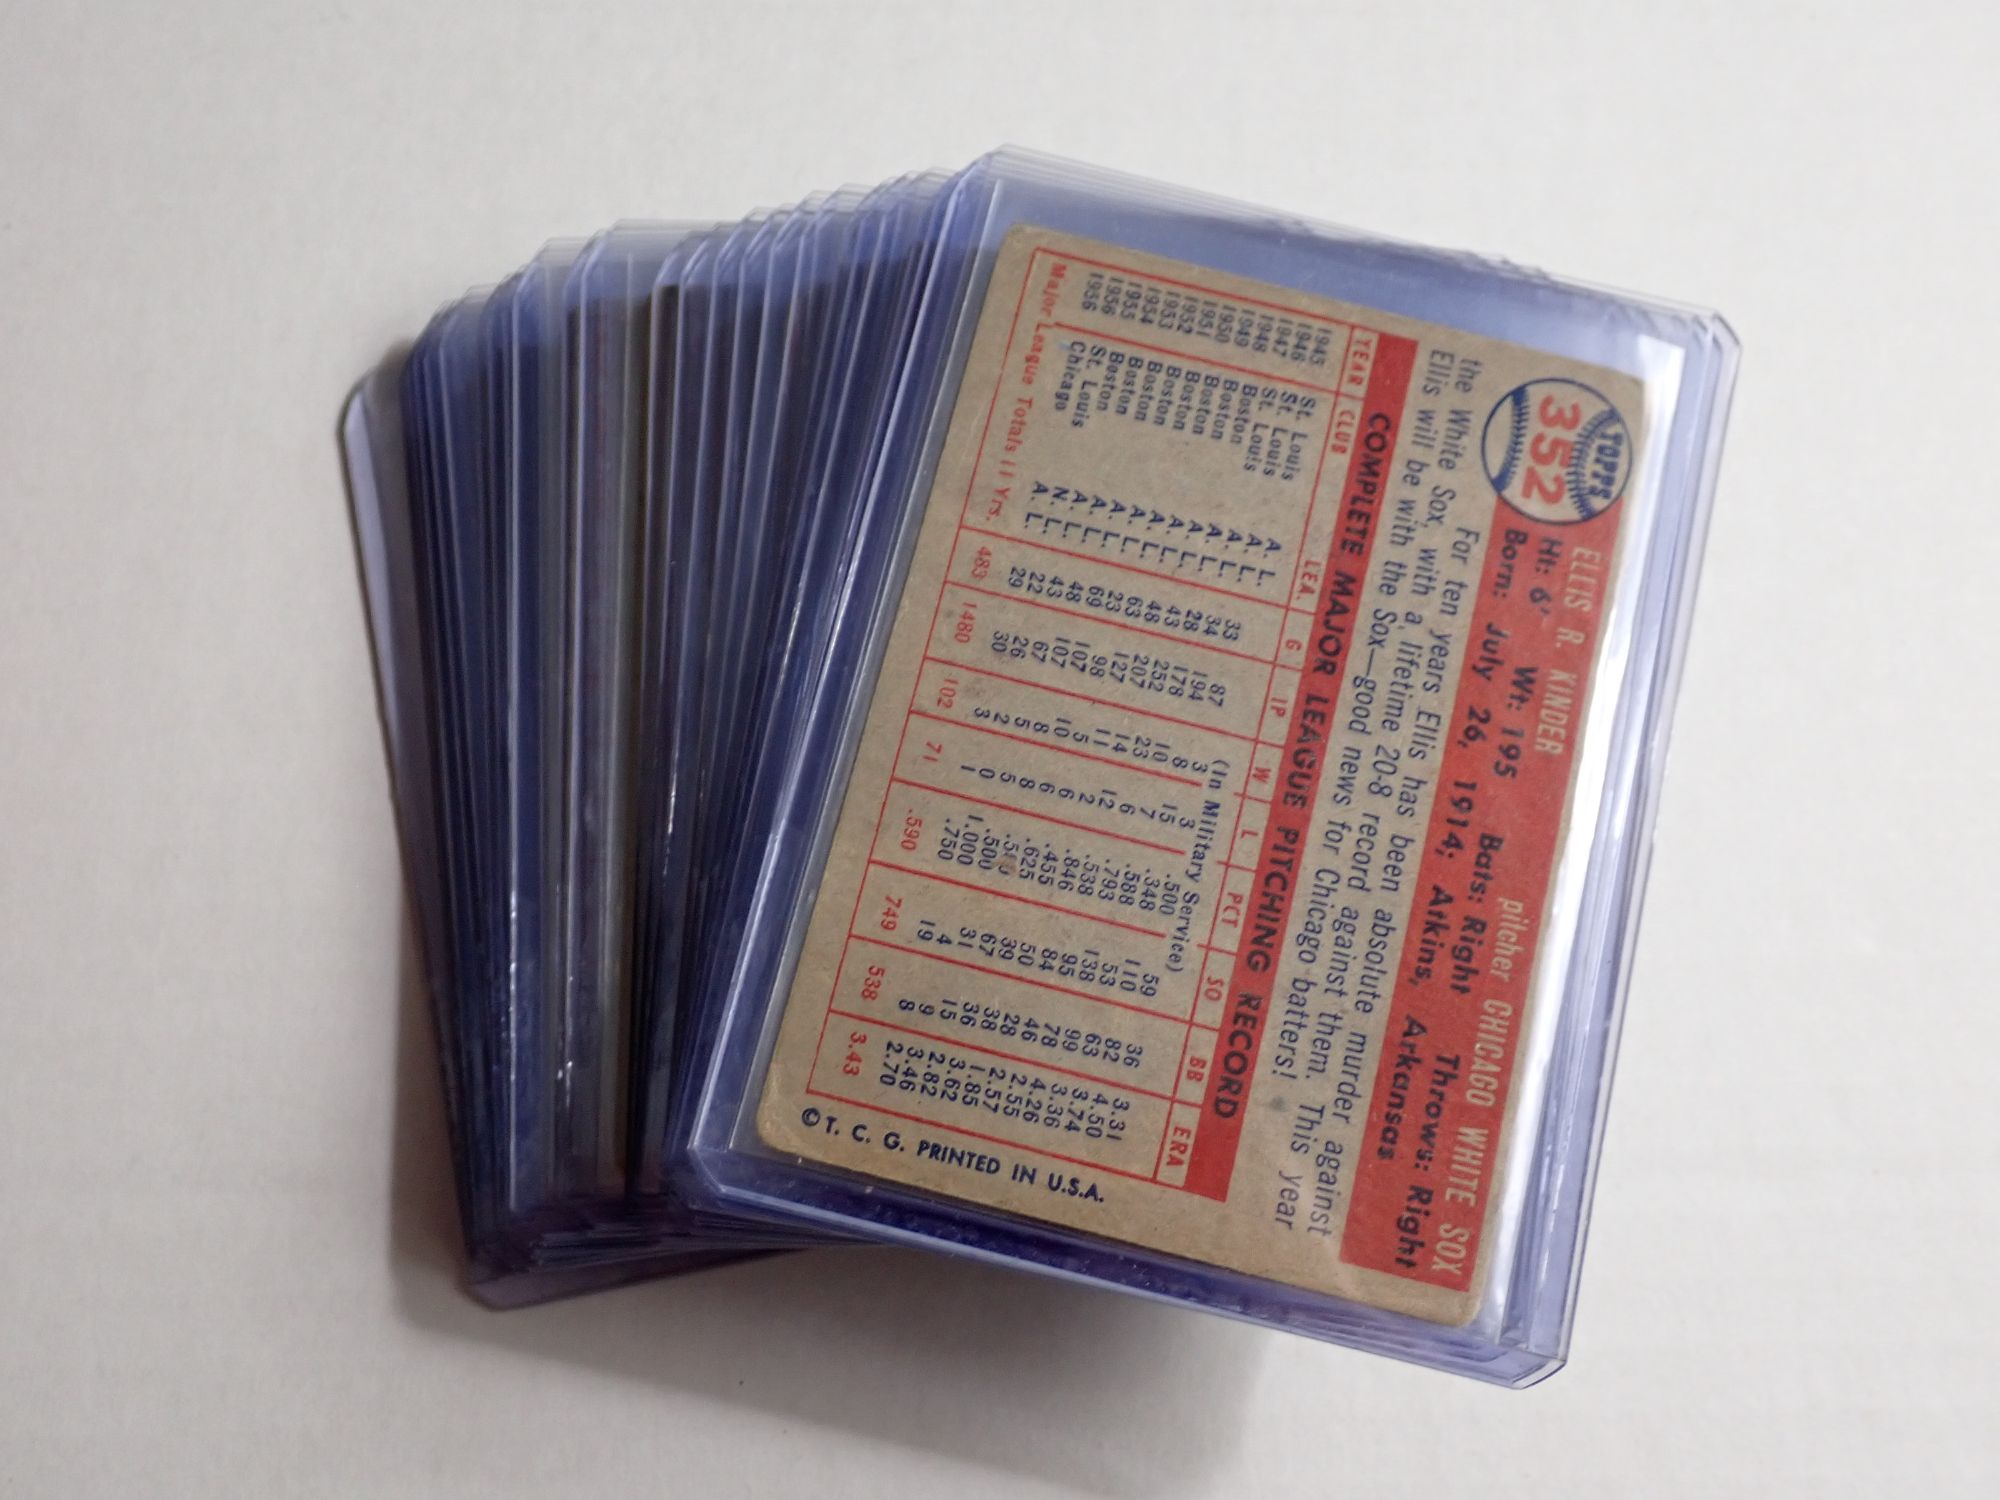 TOPPS
352
ELLIS R. KINDER pitcher CHICAGO WHITE SOX
Ht: 6' Wt: 195 Bats: Right Throws: Right
Born: July 26, 1914; Atkins, Arkansas
For ten years Ellis has been absolute murder against
the White Sox, with a lifetime 20-8 record against them. This year
Ellis will be with the Sox—good news for Chicago batters!
COMPLETE MAJOR LEAGUE PITCHING RECORD
YEAR CLUB LEA. G IP W L PCT SO BB ERA
1945 St. Louis A. L. (In Military Service)
1946 St. Louis A. L. 33 87 3 3 .500 59 36 3.31
1947 St. Louis A. L. 34 194 8 15 .348 110 82 4.50
1948 Boston A. L. 28 178 10 7 .588 53 63 3.74
1949 Boston A. L. 43 252 23 6 .793 138 99 3.36
1950 Boston A. L. 48 207 14 12 .538 95 78 4.26
1951 Boston A. L. 63 127 11 2 .846 84 46 2.55
1952 Boston A. L. 23 98 5 6 .455 50 28 2.57
1953 Boston A. L. 69 107 10 6 .625 39 38 1.85
1954 Boston A. L. 48 107 8 8 67 36 3.62
1955 Boston A. L. 43 67 5 5 .500 31 15 2.82
1956 St. Louis N. L. 22 26 2 0 1.000 4 9 3.46
1956 Chicago A. L. 29 30 3 1 .750 19 8 2.70
Major League Totals 11 Yrs. 483 1480 102 71 .590 749 538 3.43
©T. C. G. PRINTED IN U.S.A.